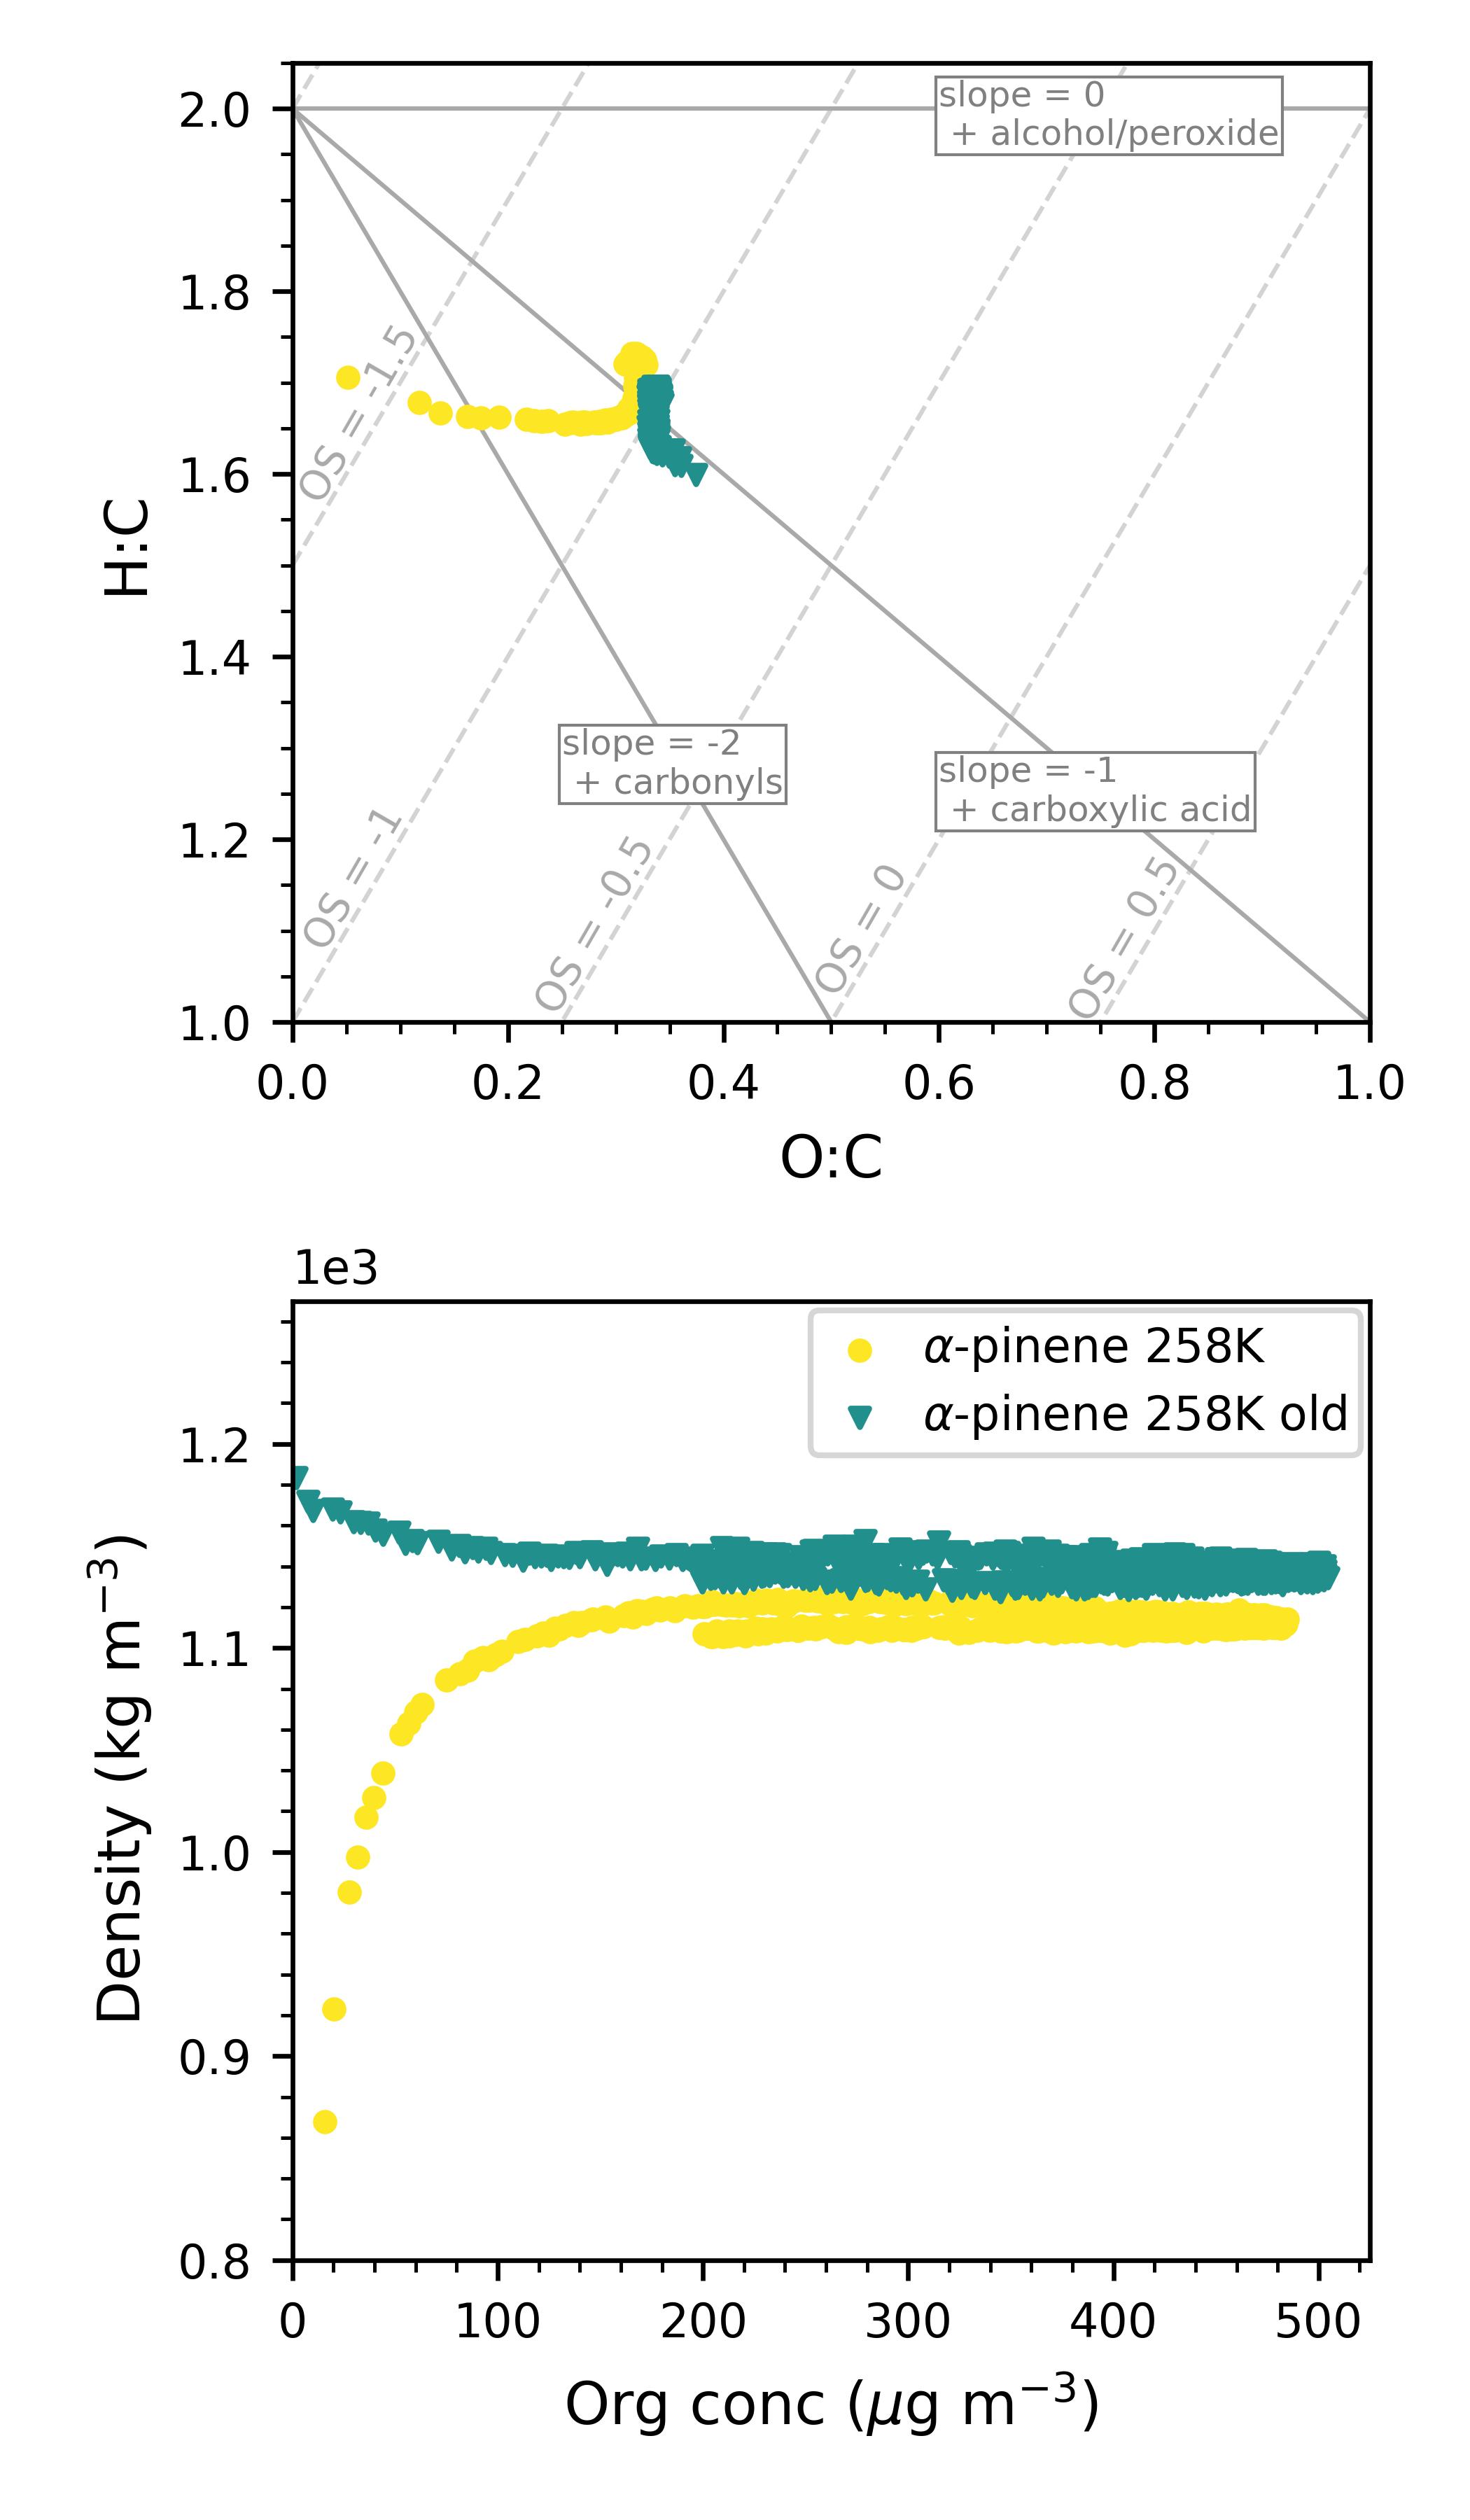 2.0
1.8
1.6
1.4
1.2
1.0
H:C
slope = 0
+ alcohol/peroxide
OS = -1.5
slope = -2
+ carbonyls
slope = -1
+ carboxylic acid
OS = -1
OS = -0.5
OS = 0
OS = 0.5
0.0 0.2 0.4 0.6 0.8 1.0
O:C
1e3
α-pinene 258K
α-pinene 258K old
1.2
1.1
1.0
0.9
0.8
Density (kg m⁻³)
0 100 200 300 400 500
Org conc (μg m⁻³)